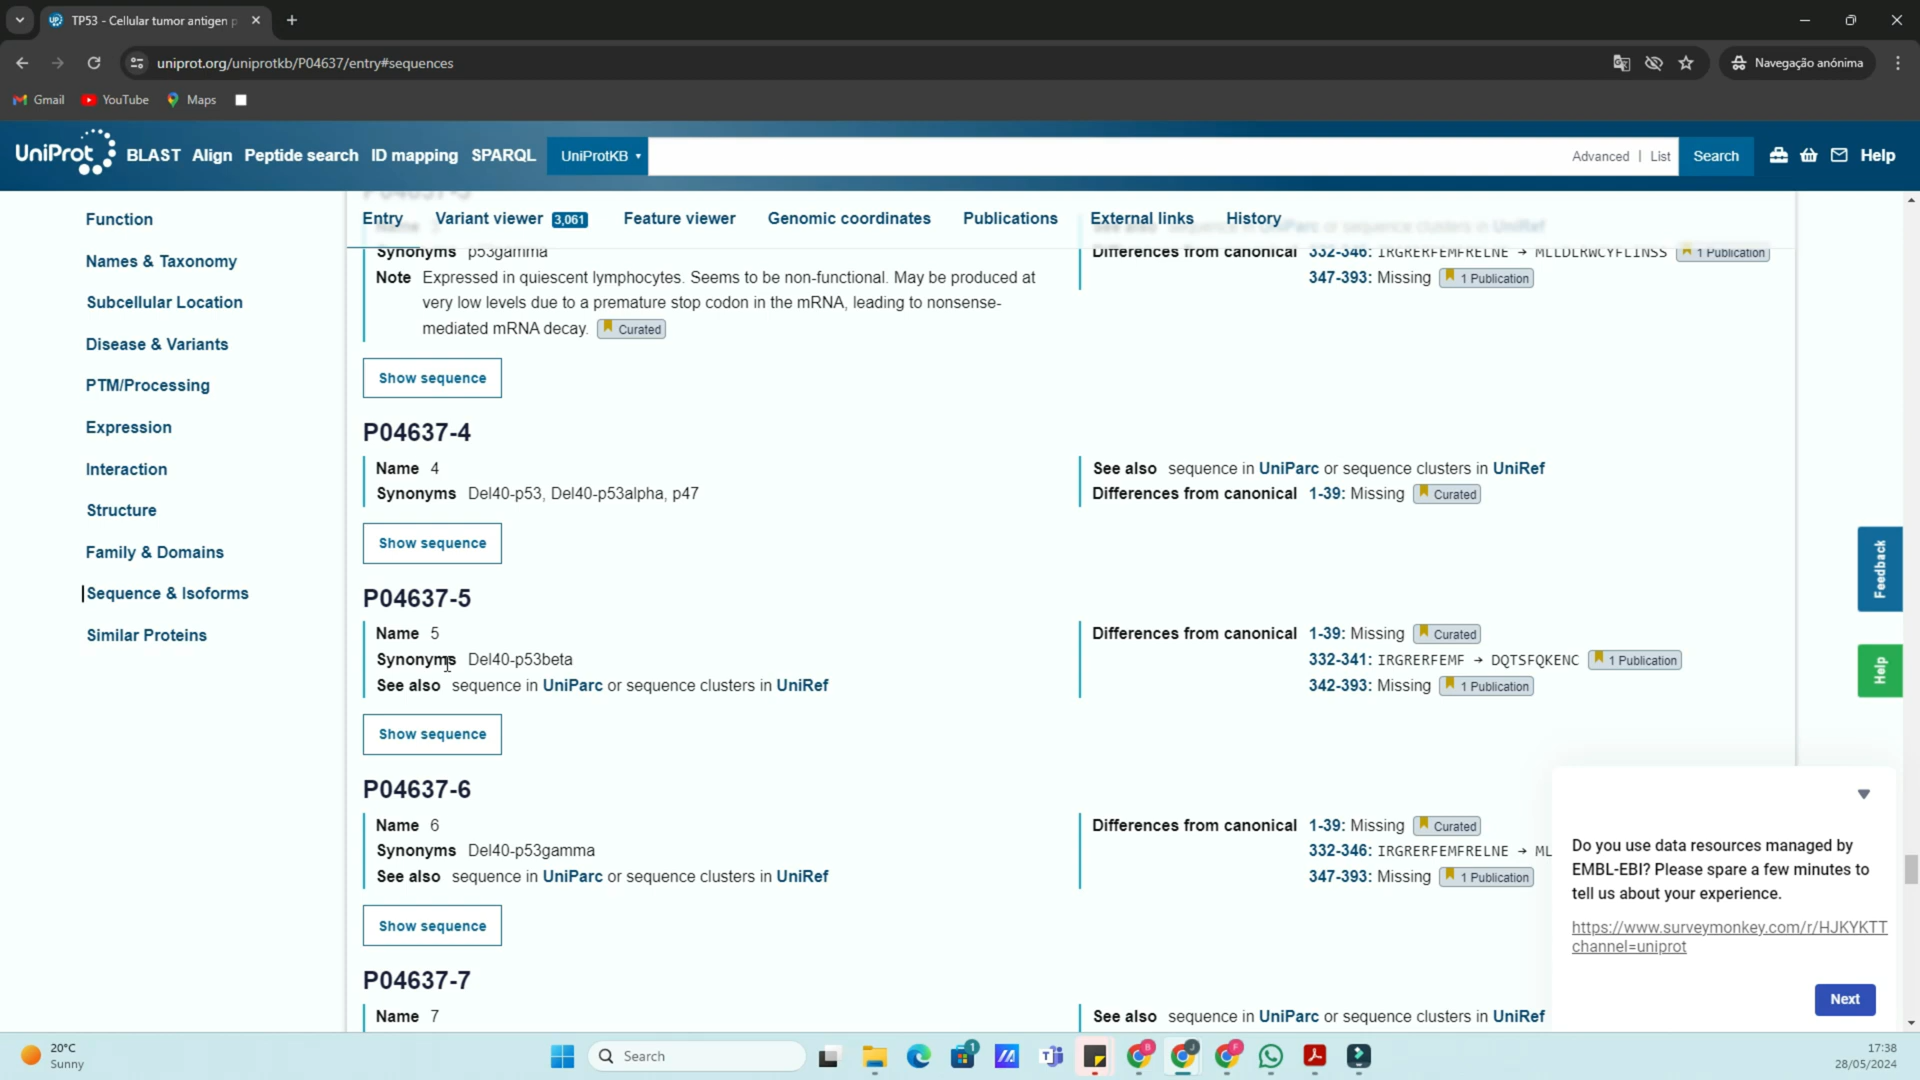 TP53 - Cellular tumor antigen p
uniprot.org/uniprotkb/P04637/entry#sequences
Navegação anónima
Gmail YouTube Maps
UniProt BLAST Align Peptide search ID mapping SPARQL UniProtKB Advanced | List Search Help
Entry Variant viewer 3,061 Feature viewer Genomic coordinates Publications External links History
Function
Names & Taxonomy
Subcellular Location
Disease & Variants
PTM/Processing
Expression
Interaction
Structure
Family & Domains
Sequence & Isoforms
Similar Proteins
Synonyms p53gamma
Note Expressed in quiescent lymphocytes. Seems to be non-functional. May be produced at
very low levels due to a premature stop codon in the mRNA, leading to nonsense-
mediated mRNA decay. Curated
Differences from canonical 332-346: IRGRERFEMFRELNE → MLLDLRWCYFLINSS 1 Publication
347-393: Missing 1 Publication
Show sequence
P04637-4
Name 4
Synonyms Del40-p53, Del40-p53alpha, p47
See also sequence in UniParc or sequence clusters in UniRef
Differences from canonical 1-39: Missing Curated
Show sequence
P04637-5
Name 5
Synonyms Del40-p53beta
See also sequence in UniParc or sequence clusters in UniRef
Differences from canonical 1-39: Missing Curated
332-341: IRGRERFEMF → DQTSFQKENC 1 Publication
342-393: Missing 1 Publication
Show sequence
P04637-6
Name 6
Synonyms Del40-p53gamma
See also sequence in UniParc or sequence clusters in UniRef
Differences from canonical 1-39: Missing Curated
332-346: IRGRERFEMFRELNE → ML
347-393: Missing 1 Publication
Show sequence
P04637-7
Name 7
See also sequence in UniParc or sequence clusters in UniRef
Feedback
Help
Do you use data resources managed by
EMBL-EBI? Please spare a few minutes to
tell us about your experience.
https://www.surveymonkey.com/r/HJKYKTT
channel=uniprot
Next
20°C
Sunny
Search
17:38
28/05/2024